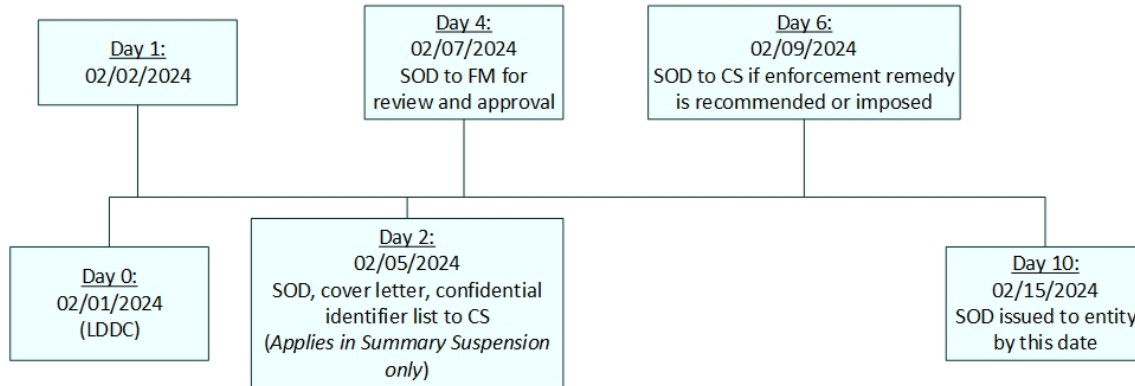 Day 1:
02/02/2024
Day 4:
02/07/2024
SOD to FM for
review and approval
Day 6:
02/09/2024
SOD to CS if enforcement remedy
is recommended or imposed
Day 0:
02/01/2024
(LDDC)
Day 2:
02/05/2024
SOD, cover letter, confidential
identifier list to CS
(Applies in Summary Suspension
only)
Day 10:
02/15/2024
SOD issued to entity
by this date